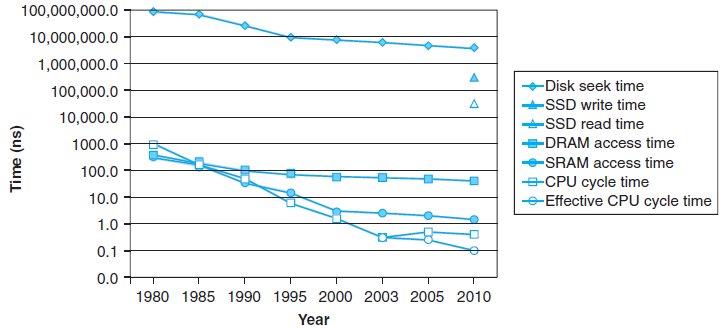 100,000,000.0
10,000,000.0
1,000,000.0
100,000.0
10,000.0
1000.0
100.0
10.0
1.0
0.1
0.0
Time (ns)
1980 1985 1990 1995 2000 2003 2005 2010
Year
Disk seek time
SSD write time
SSD read time
DRAM access time
SRAM access time
CPU cycle time
Effective CPU cycle time